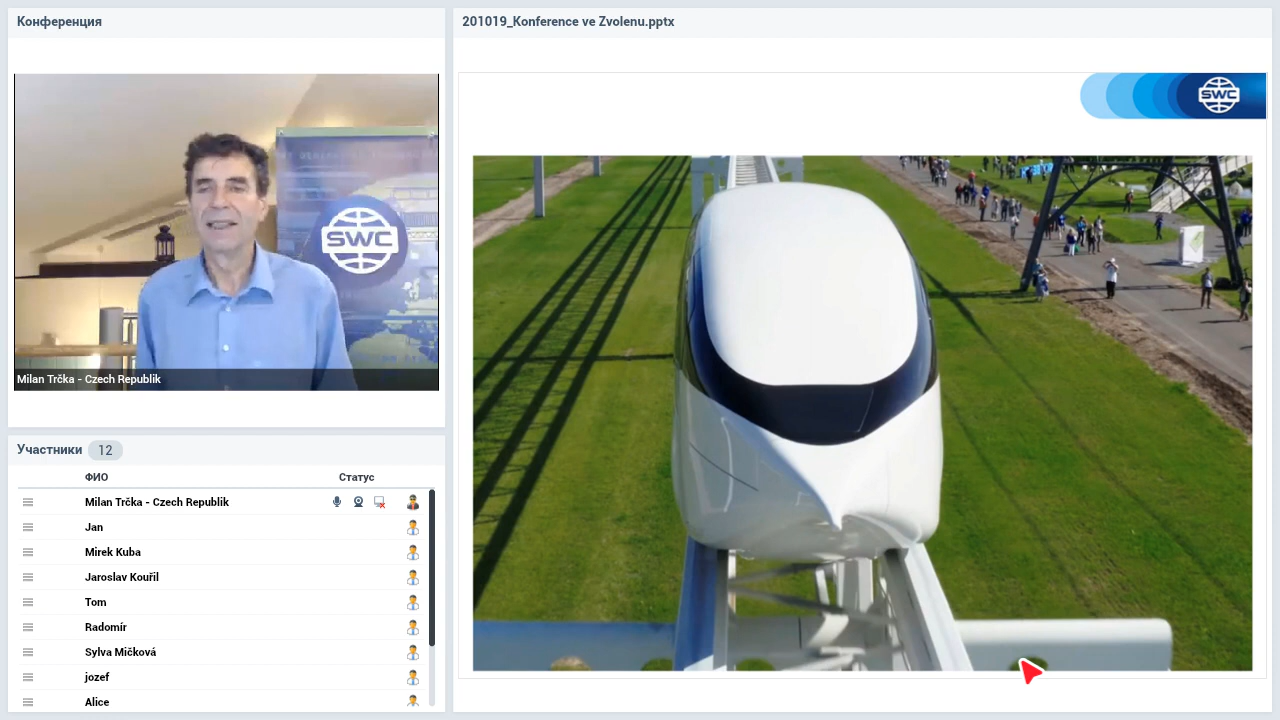 Конференция
SWC
Milan Trčka - Czech Republik
Участники 12
ФИО Статус
Milan Trčka - Czech Republik
Jan
Mirek Kuba
Jaroslav Kouřil
Tom
Radomír
Sylva Mičková
jozef
Alice
201019_Konference ve Zvolenu.pptx
SWC